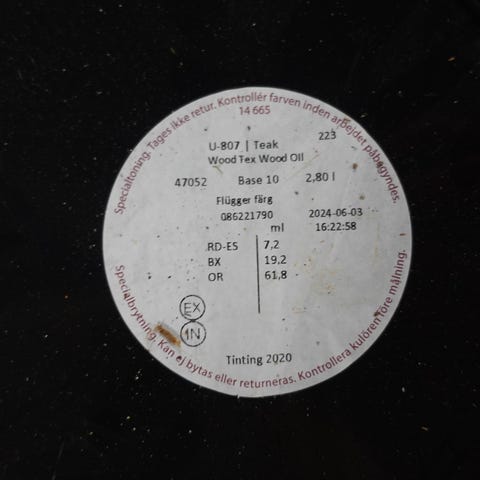 Specialtoning. Tages ikke retur. Kontrollér farven inden arbejdet påbegyndes.
14 665
223
U-807 | Teak
Wood Tex Wood Oil
47052 Base 10 2,80 l
Flügger färg
086221790 2024-06-03
ml 16:22:58
RD-ES 7,2
BX 19,2
OR 61,8
EX
1N
Tinting 2020
Specialbrytning. Kan ej bytas eller returneras. Kontrollera kulören före målning.